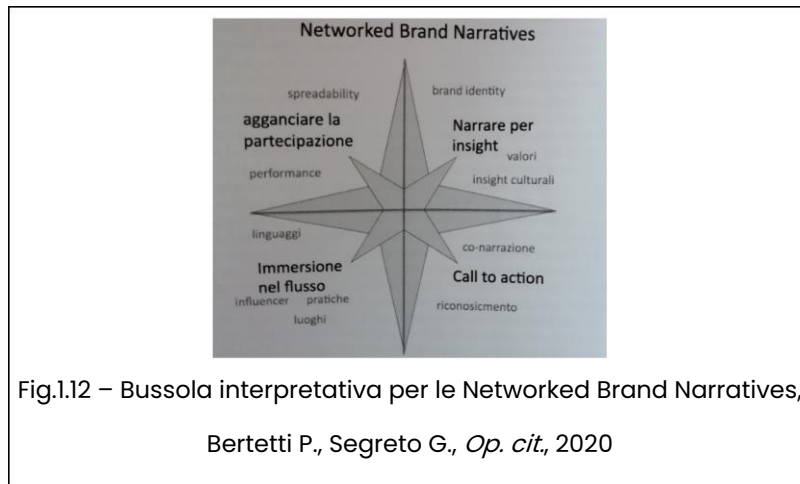 Networked Brand Narratives
spreadability
brand identity
agganciare la
partecipazione
Narrare per
insight
valori
performance
insight culturali
linguaggi
co-narrazione
Immersione
nel flusso
Call to action
influencer pratiche
riconosicmento
luoghi
Fig.1.12 – Bussola interpretativa per le Networked Brand Narratives,
Bertetti P., Segreto G., Op. cit., 2020